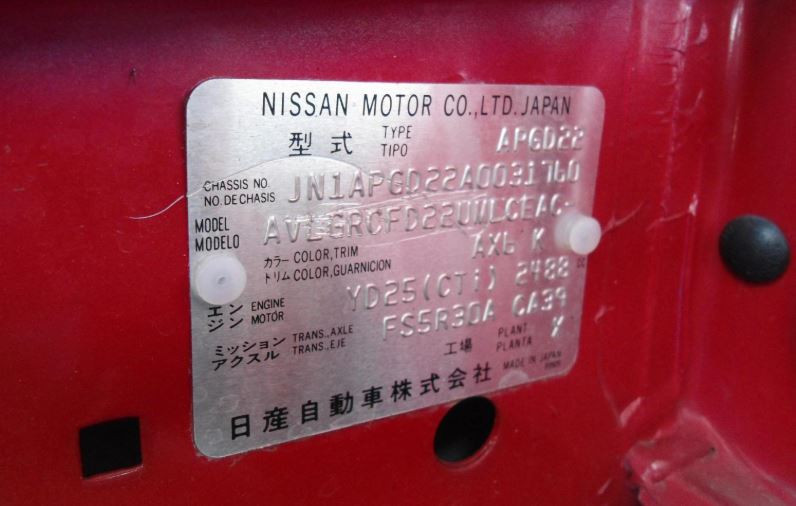 NISSAN MOTOR CO.,LTD.JAPAN
型式 TYPE TIPO APGD22
CHASSIS NO. NO.DE CHASIS JN1APGD22A0031760
MODEL MODELO
カラー COLOR,TRIM トリム COLOR,GUARNICION AX6 K
エンジン ENGINE MOTOR YD25(CTi) 2488 CC
ミッション TRANS.,AXLE アクスル TRANS.,EJE FS5R30A CA39
工場 PLANT PLANTA X
日産自動車株式会社 MADE IN JAPAN